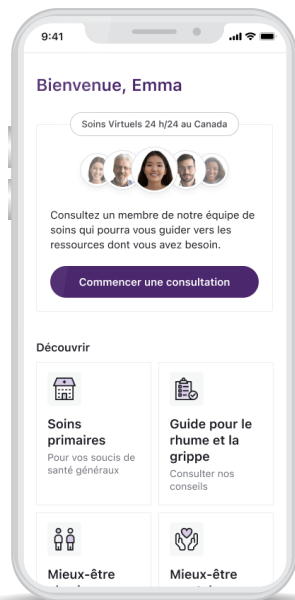 9:41
Bienvenue, Emma
Soins Virtuels 24 h/24 au Canada
Consultez un membre de notre équipe de
soins qui pourra vous guider vers les
ressources dont vous avez besoin.
Commencer une consultation
Découvrir
Soins
primaires
Pour vos soucis de
santé généraux
Guide pour le
rhume et la
grippe
Consulter nos
conseils
Mieux-être
Mieux-être